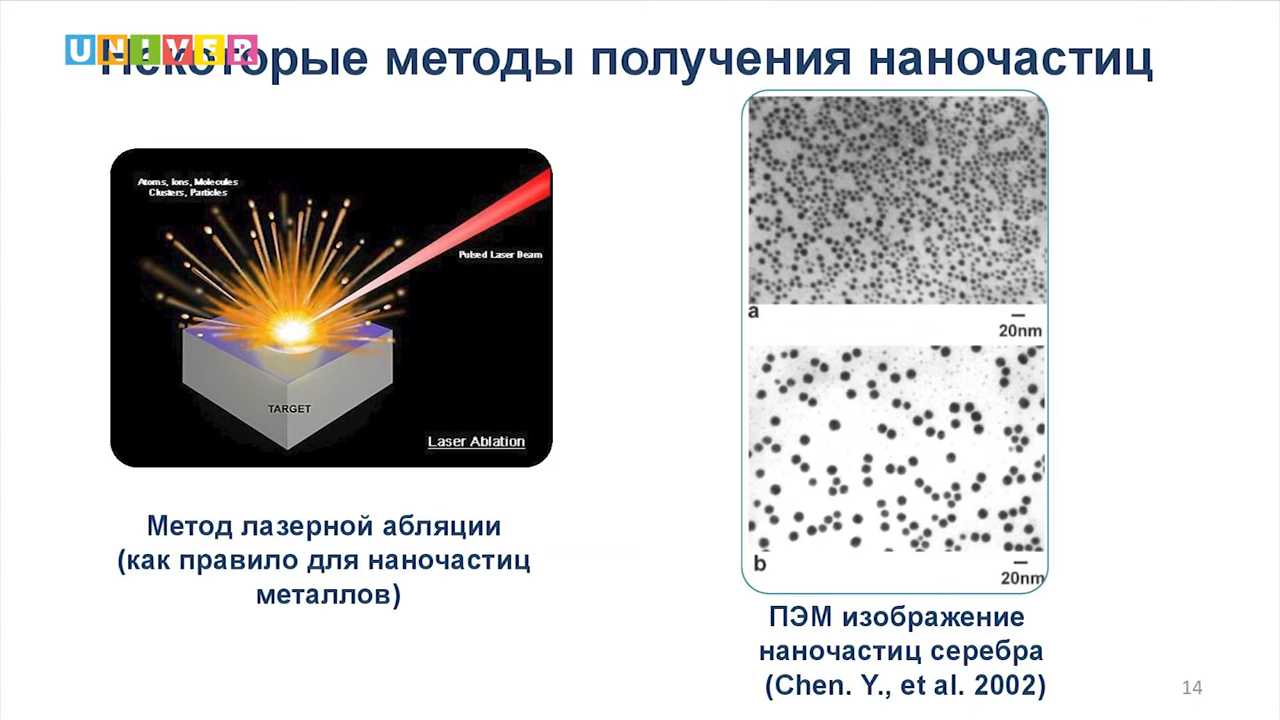 UNIVER
Некоторые методы получения наночастиц
Atoms, Ions, Molecules
Clusters, Particles
Pulsed Laser Beam
TARGET
Laser Ablation
Метод лазерной абляции
(как правило для наночастиц
металлов)
a
20nm
b
20nm
ПЭМ изображение
наночастиц серебра
(Chen. Y., et al. 2002)
14